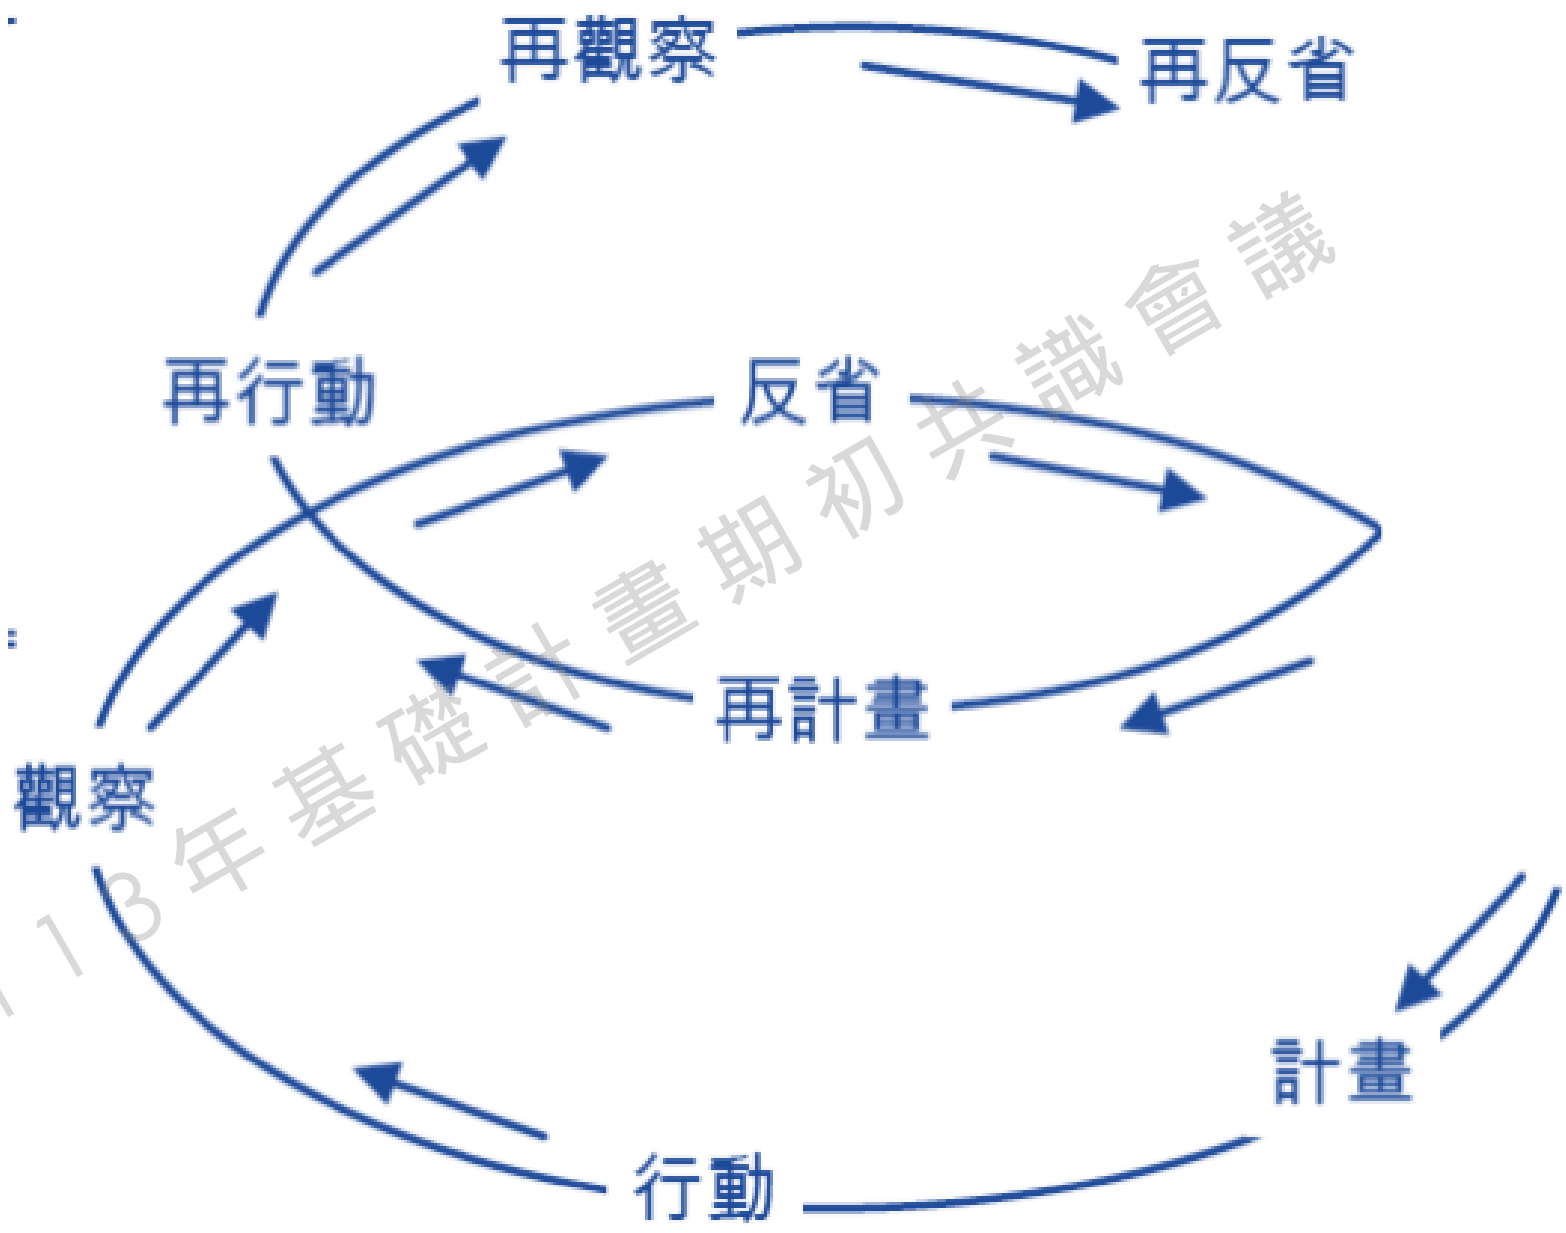 再觀察
再反省
再行動
反省
再計畫
觀察
計畫
行動
113年基礎計畫期初共識會議